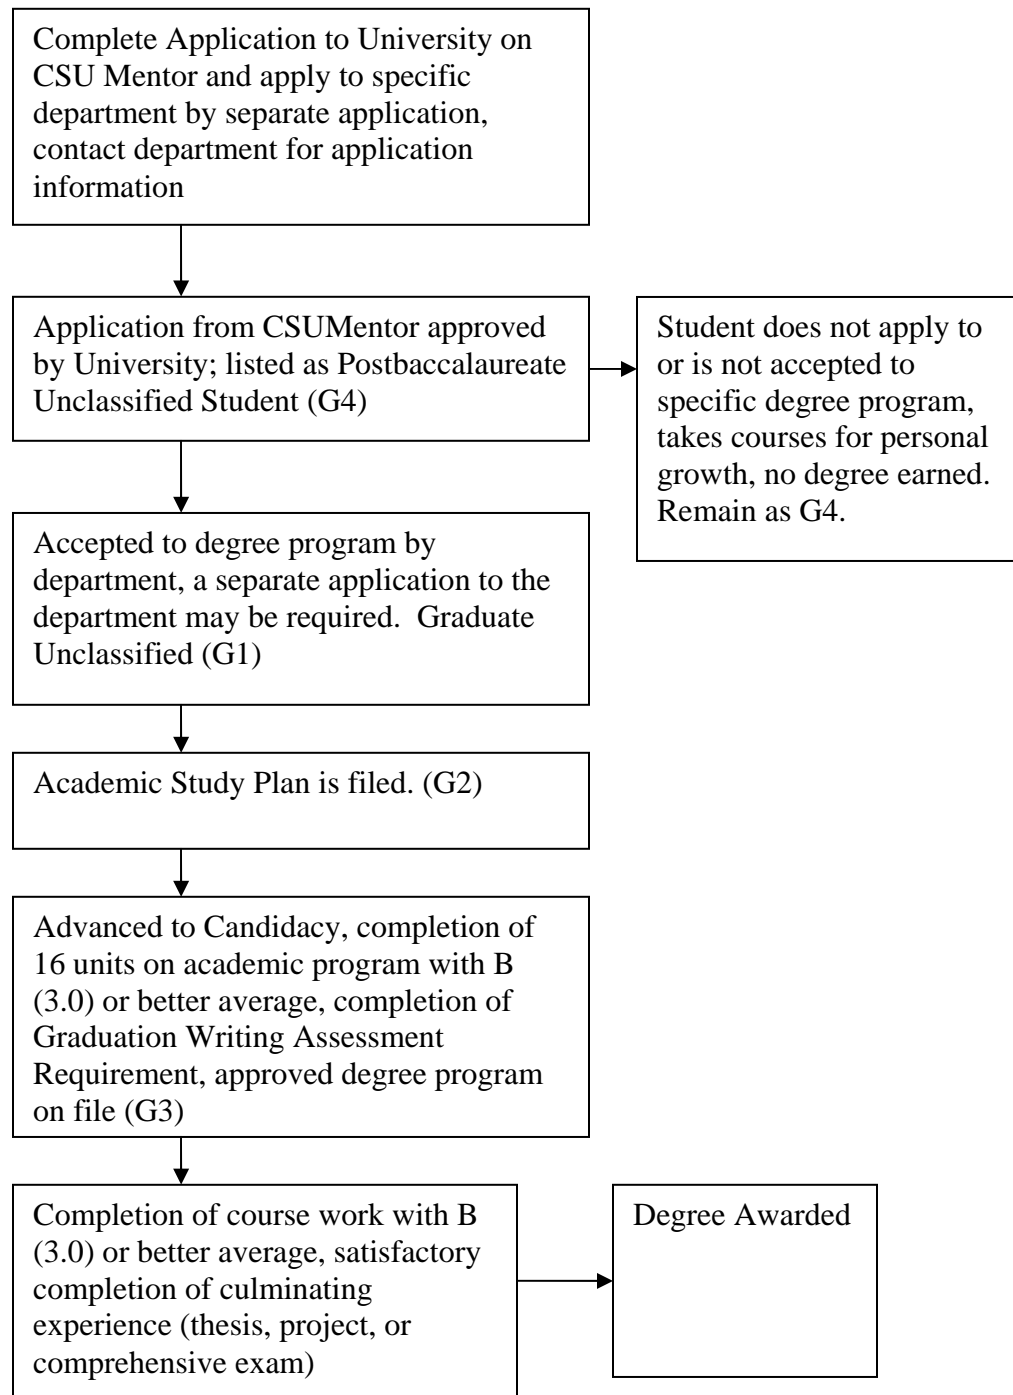 Complete Application to University on
CSU Mentor and apply to specific
department by separate application,
contact department for application
information
Application from CSUMentor approved
by University; listed as Postbaccalaureate
Unclassified Student (G4)
Student does not apply to
or is not accepted to
specific degree program,
takes courses for personal
growth, no degree earned.
Remain as G4.
Accepted to degree program by
department, a separate application to the
department may be required.  Graduate
Unclassified (G1)
Academic Study Plan is filed. (G2)
Advanced to Candidacy, completion of
16 units on academic program with B
(3.0) or better average, completion of
Graduation Writing Assessment
Requirement, approved degree program
on file (G3)
Completion of course work with B
(3.0) or better average, satisfactory
completion of culminating
experience (thesis, project, or
comprehensive exam)
Degree Awarded